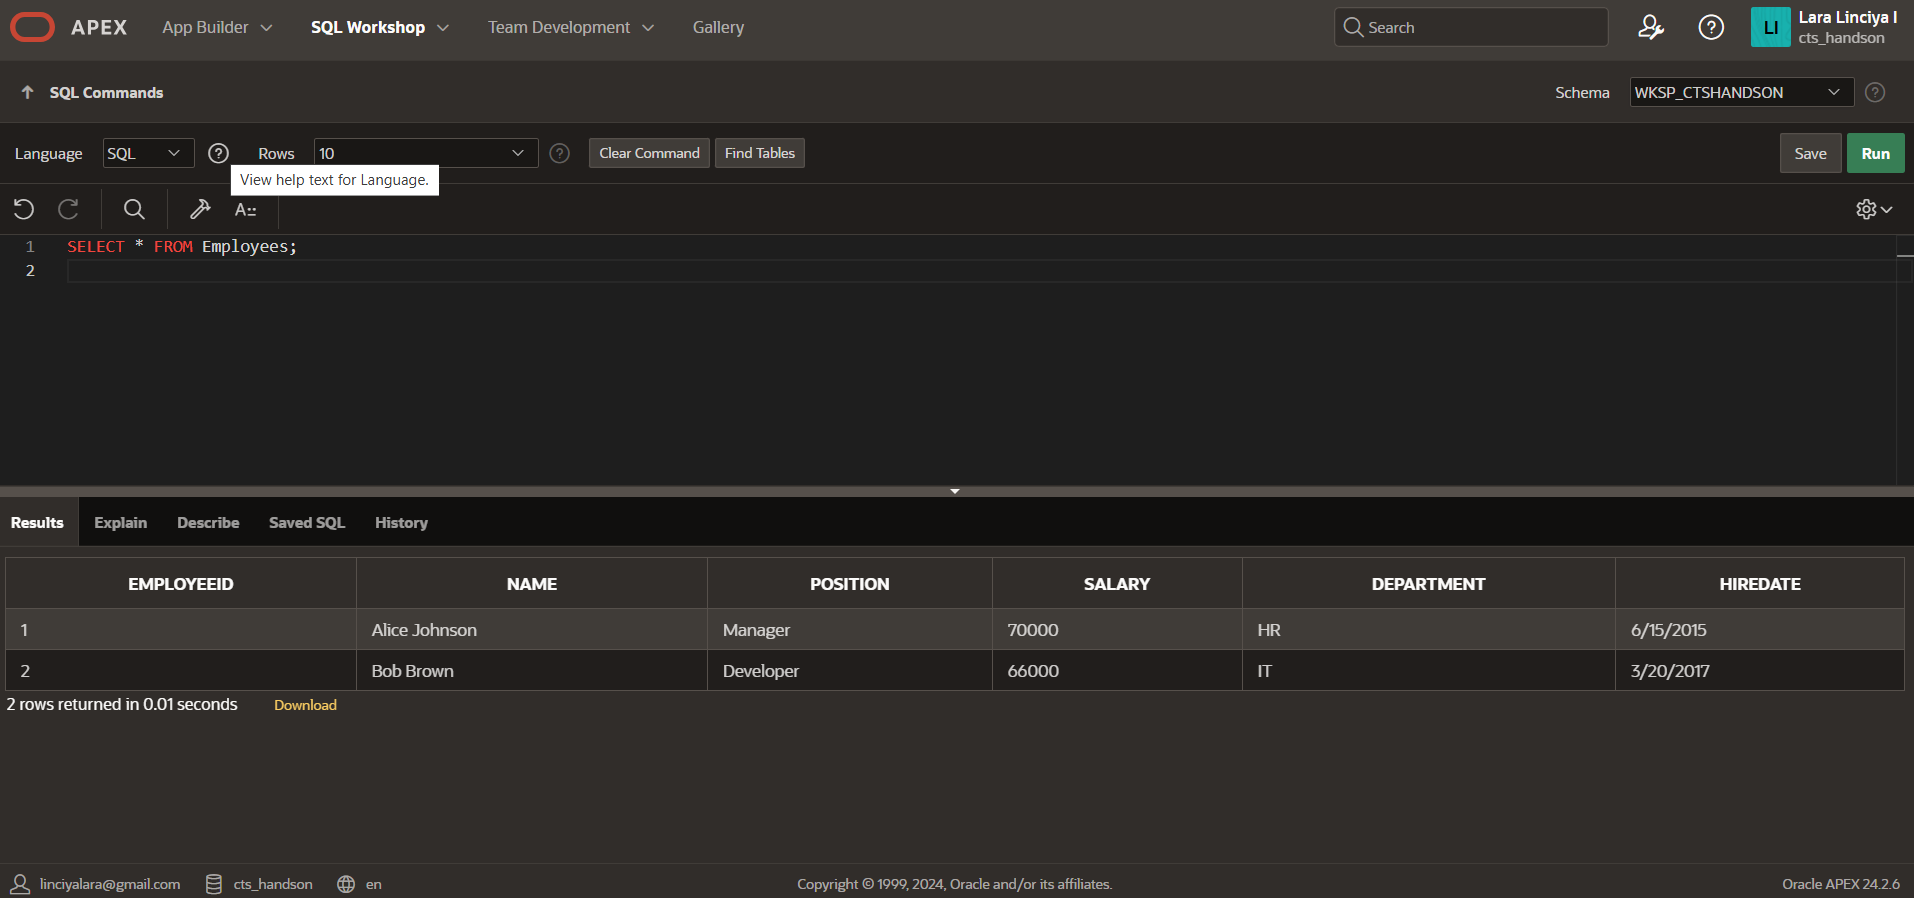 APEX App Builder SQL Workshop Team Development Gallery Search LI Lara Linciya I
cts_handson
SQL Commands Schema WKSP_CTSHANDSON
Language SQL Rows 10 Clear Command Find Tables Save Run
View help text for Language.
A::
1 SELECT * FROM Employees;
2
Results Explain Describe Saved SQL History
EMPLOYEEID NAME POSITION SALARY DEPARTMENT HIREDATE
1 Alice Johnson Manager 70000 HR 6/15/2015
2 Bob Brown Developer 66000 IT 3/20/2017
2 rows returned in 0.01 seconds Download
linciyalara@gmail.com cts_handson en Copyright © 1999, 2024, Oracle and/or its affiliates. Oracle APEX 24.2.6